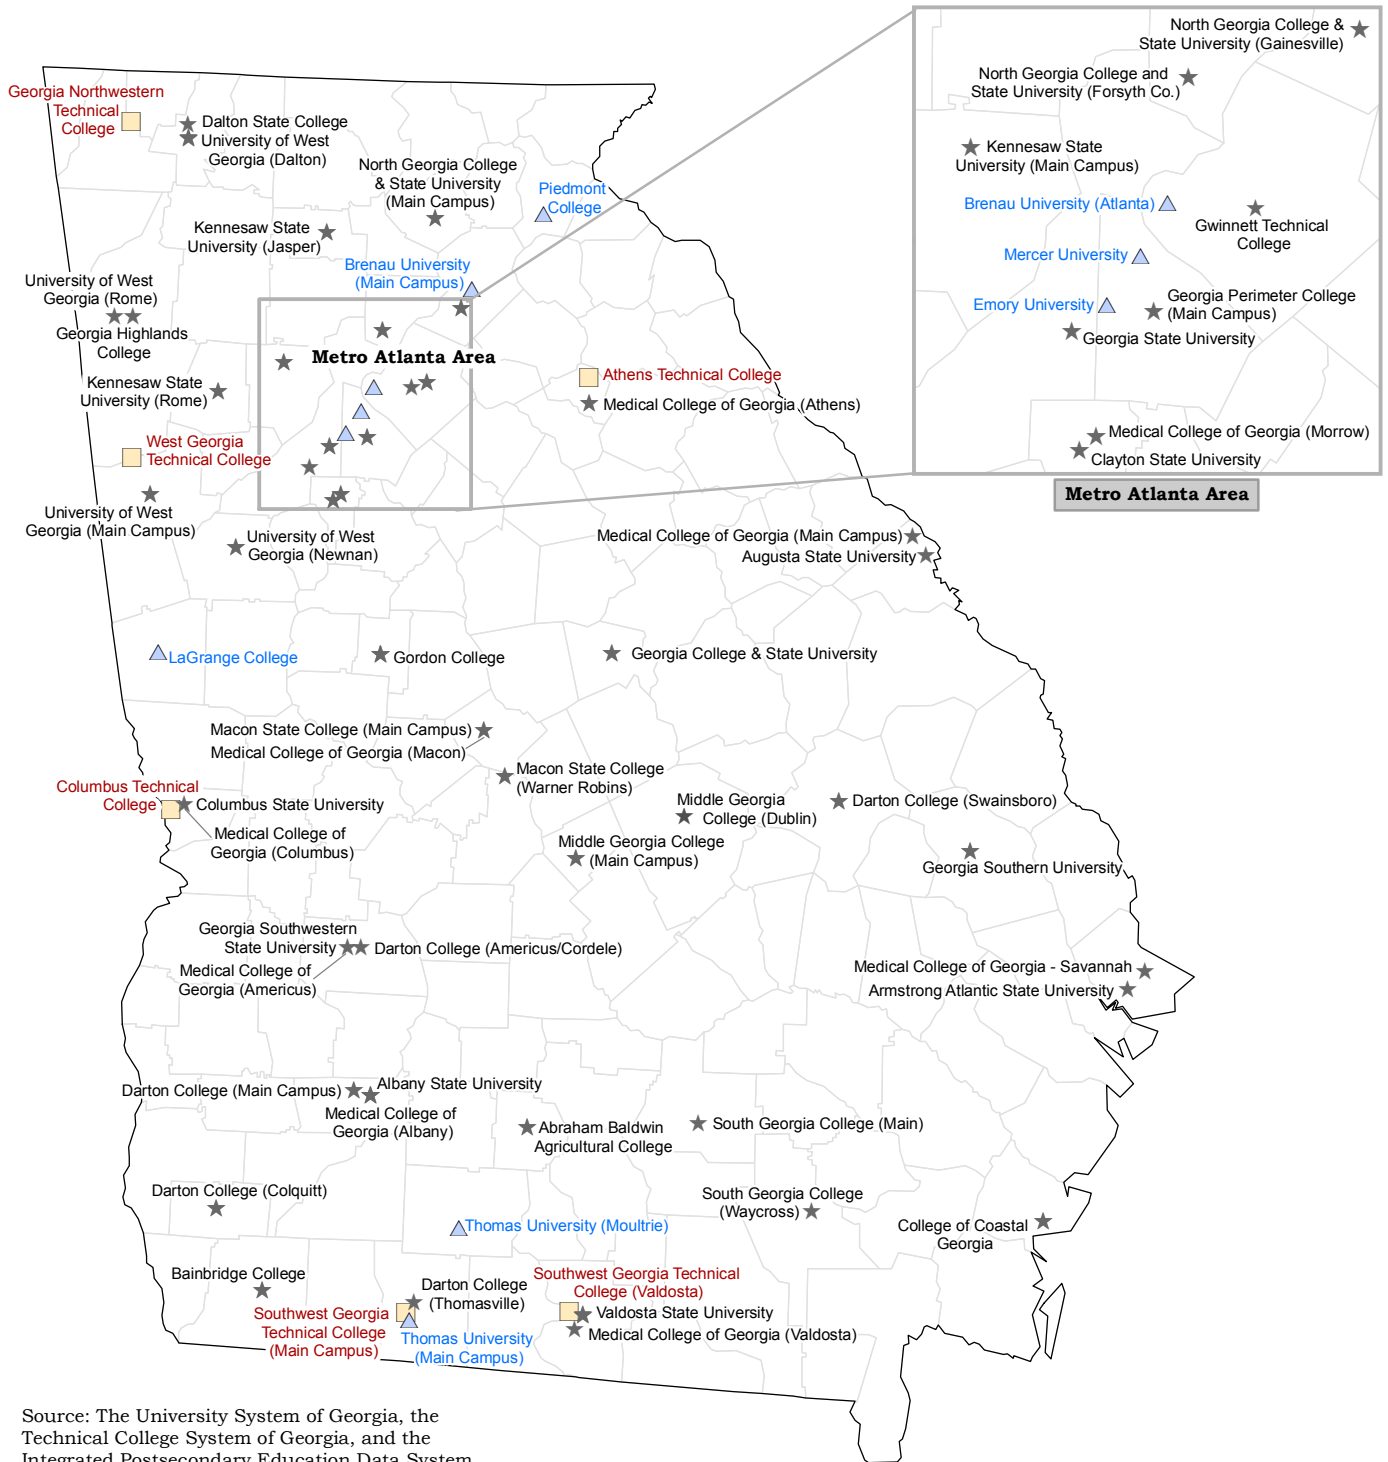 North Georgia College &
State University (Gainesville)
North Georgia College and
State University (Forsyth Co.)
Kennesaw State
University (Main Campus)
Brenau University (Atlanta)
Gwinnett Technical
College
Mercer University
Emory University
Georgia Perimeter College
(Main Campus)
Georgia State University
Medical College of Georgia (Morrow)
Clayton State University
Metro Atlanta Area
Georgia Northwestern
Technical
College
Dalton State College
University of West
Georgia (Dalton)
North Georgia College
& State University
(Main Campus)
Piedmont
College
Kennesaw State
University (Jasper)
Brenau University
(Main Campus)
University of West
Georgia (Rome)
Georgia Highlands
College
Metro Atlanta Area
Kennesaw State
University (Rome)
Athens Technical College
Medical College of Georgia (Athens)
West Georgia
Technical College
University of West
Georgia (Main Campus)
University of West
Georgia (Newnan)
Medical College of Georgia (Main Campus)
Augusta State University
LaGrange College
Gordon College
Georgia College & State University
Macon State College (Main Campus)
Medical College of Georgia (Macon)
Macon State College
(Warner Robins)
Columbus Technical
College
Columbus State University
Medical College of
Georgia (Columbus)
Middle Georgia
College (Dublin)
Darton College (Swainsboro)
Middle Georgia College
(Main Campus)
Georgia Southern University
Georgia Southwestern
State University
Darton College (Americus/Cordele)
Medical College of
Georgia (Americus)
Medical College of Georgia - Savannah
Armstrong Atlantic State University
Darton College (Main Campus)
Albany State University
Medical College of
Georgia (Albany)
Abraham Baldwin
Agricultural College
South Georgia College (Main)
Darton College (Colquitt)
South Georgia College
(Waycross)
Thomas University (Moultrie)
College of Coastal
Georgia
Bainbridge College
Darton College
(Thomasville)
Southwest Georgia Technical
College (Valdosta)
Southwest Georgia
Technical College
(Main Campus)
Thomas University
(Main Campus)
Valdosta State University
Medical College of Georgia (Valdosta)
Source: The University System of Georgia, the
Technical College System of Georgia, and the
Integrated Postsecondary Education Data System